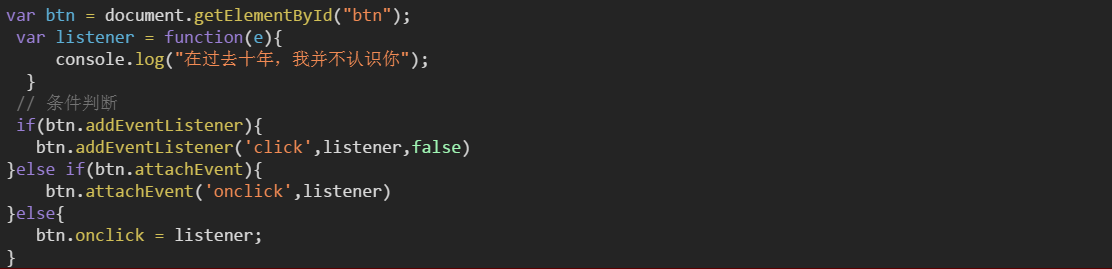 var btn = document.getElementById("btn");
var listener = function(e){
console.log("在过去十年，我并不认识你");
}
// 条件判断
if(btn.addEventListener){
btn.addEventListener('click',listener,false)
}else if(btn.attachEvent){
btn.attachEvent('onclick',listener)
}else{
btn.onclick = listener;
}